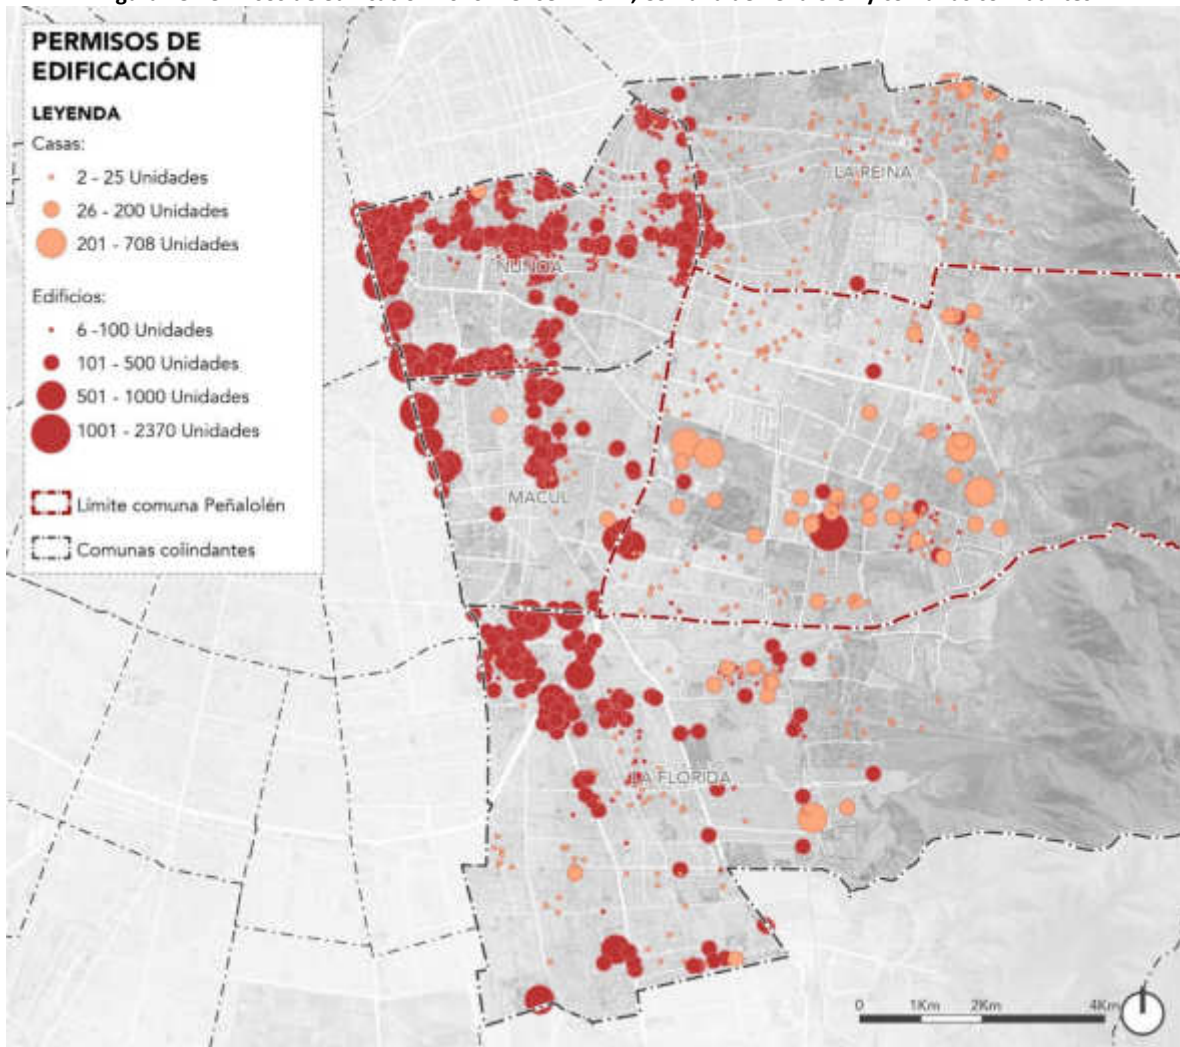 PERMISOS DE
EDIFICACIÓN
LEYENDA
Casas:
2 - 25 Unidades
26 - 200 Unidades
201 - 708 Unidades
Edificios:
6 -100 Unidades
101 - 500 Unidades
501 - 1000 Unidades
1001 - 2370 Unidades
Límite comuna Peñalolén
Comunas colindantes
LA REINA
ÑUÑOA
MACUL
LA FLORIDA
0 1Km 2Km 4Km